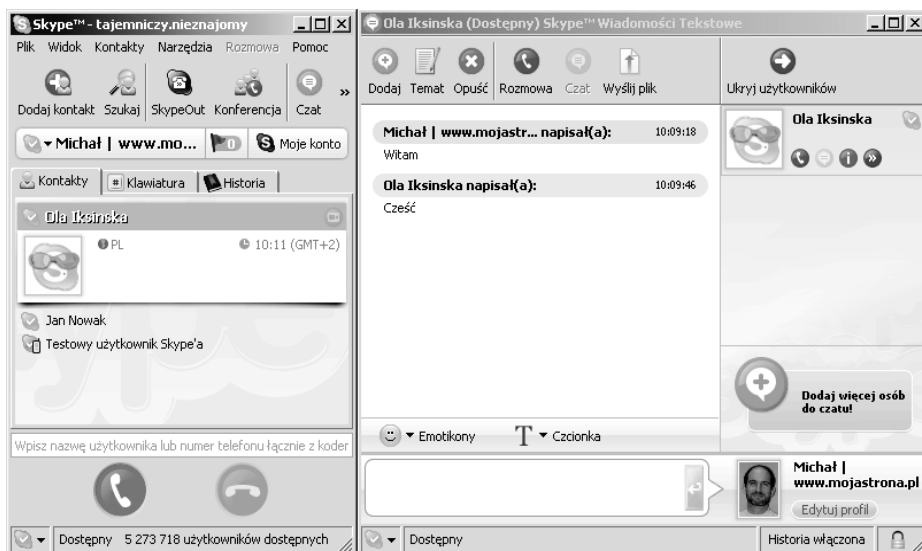 Skype™ - tajemniczy.nieznajomy
Plik Widok Kontakty Narzędzia Rozmowa Pomoc
Dodaj kontakt Szukaj SkypeOut Konferencja Czat »
Michał | www.mo... 0 Moje konto
Kontakty # Klawiatura Historia
Ola Iksinska
PL 10:11 (GMT+2)
Jan Nowak
Testowy użytkownik Skype'a
Wpisz nazwę użytkownika lub numer telefonu łącznie z koder
Dostępny 5 273 718 użytkowników dostępnych
Ola Iksinska (Dostępny) Skype™ Wiadomości Tekstowe
Dodaj Temat Opuść Rozmowa Czat Wyślij plik
Ukryj użytkowników
Michał | www.mojastr... napisał(a): 10:09:18
Witam
Ola Iksinska napisał(a): 10:09:46
Cześć
Ola Iksinska
Dodaj więcej osób
do czatu!
Emotikony T Czcionka
Michał |
www.mojastrona.pl
Edytuj profil
Dostępny
Historia włączona